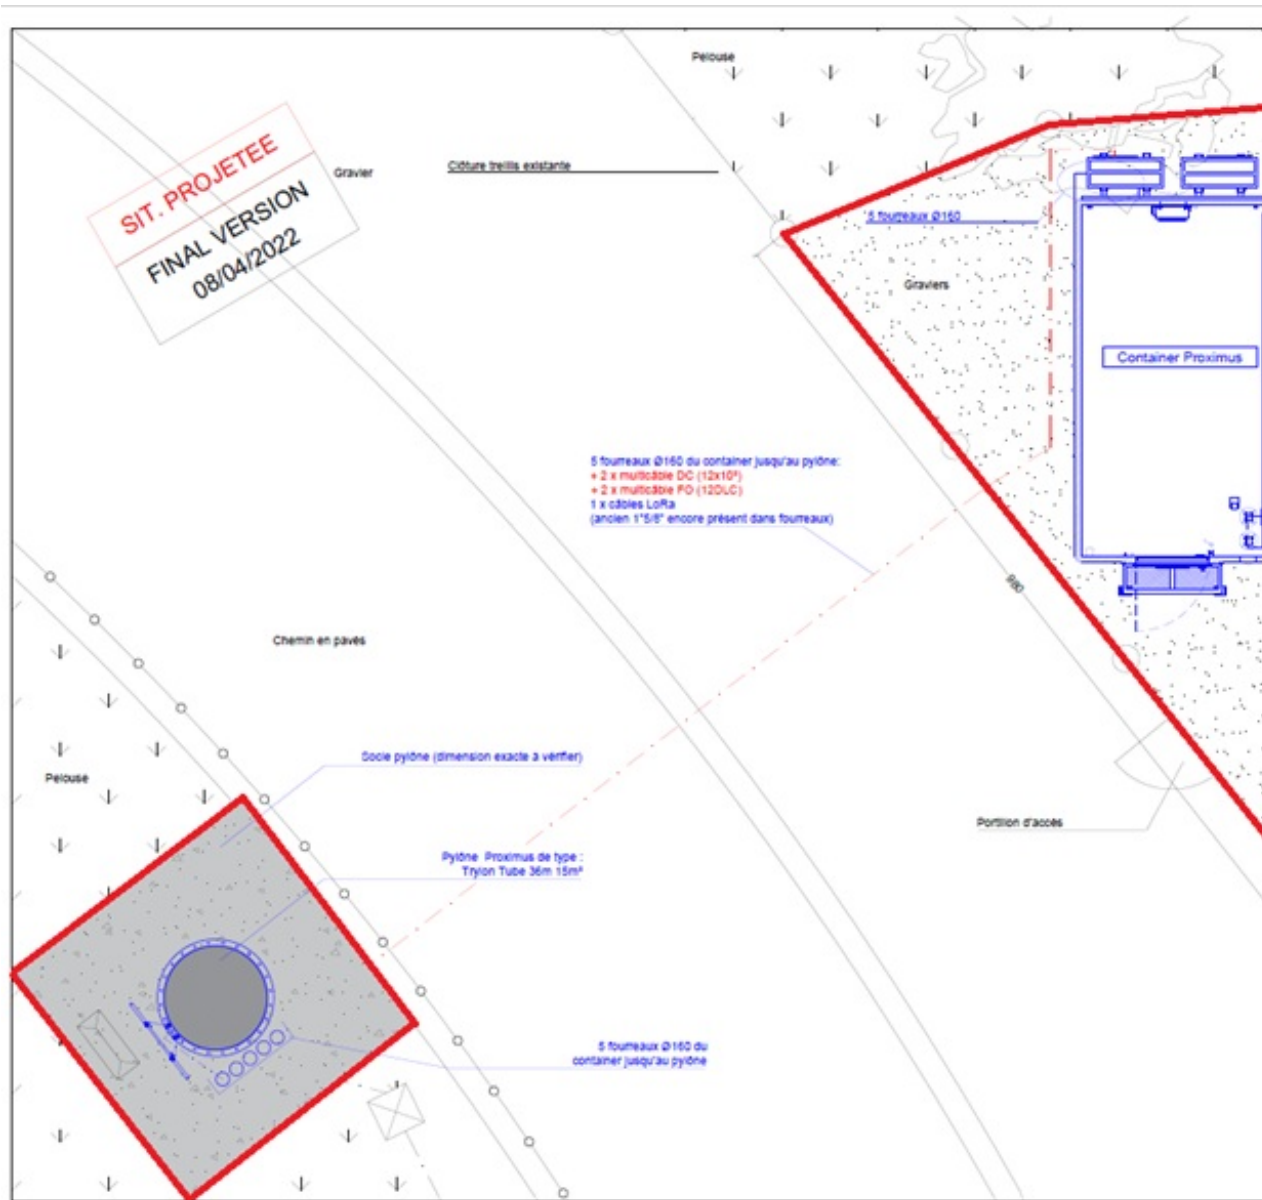 Pelouse
SIT. PROJETEE
FINAL VERSION
08/04/2022
Gravier
Clôture treillis existante
5 fourreaux Ø160
Graviers
Container Proximus
5 fourreaux Ø160 du container jusqu'au pylône:
+ 2 x multicâble DC (12x10²)
+ 2 x multicâble FO (12DLC)
1 x câbles LoRa
(ancien 1"5/8" encore présent dans fourreaux)
980
Chemin en pavés
Socle pylône (dimension exacte à vérifier)
Pelouse
Portillon d'accès
Pylône Proximus de type :
Trylon Tube 36m 15m²
5 fourreaux Ø160 du
container jusqu'au pylône